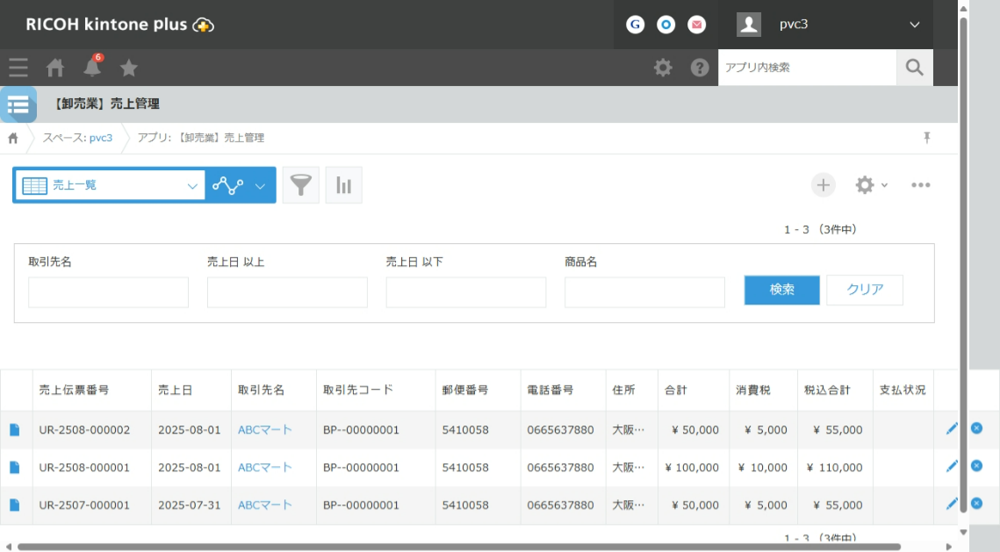 RICOH kintone plus
G
pvc3
6
アプリ内検索
【卸売業】売上管理
スペース: pvc3
アプリ: 【卸売業】売上管理
売上一覧
1 - 3 （3件中）
取引先名 売上日 以上 売上日 以下 商品名
検索 クリア
売上伝票番号 売上日 取引先名 取引先コード 郵便番号 電話番号 住所 合計 消費税 税込合計 支払状況
UR-2508-000002 2025-08-01 ABCマート BP--00000001 5410058 0665637880 大阪… ¥ 50,000 ¥ 5,000 ¥ 55,000
UR-2508-000001 2025-08-01 ABCマート BP--00000001 5410058 0665637880 大阪… ¥ 100,000 ¥ 10,000 ¥ 110,000
UR-2507-000001 2025-07-31 ABCマート BP--00000001 5410058 0665637880 大阪… ¥ 50,000 ¥ 5,000 ¥ 55,000
1 - 3 （3件中）